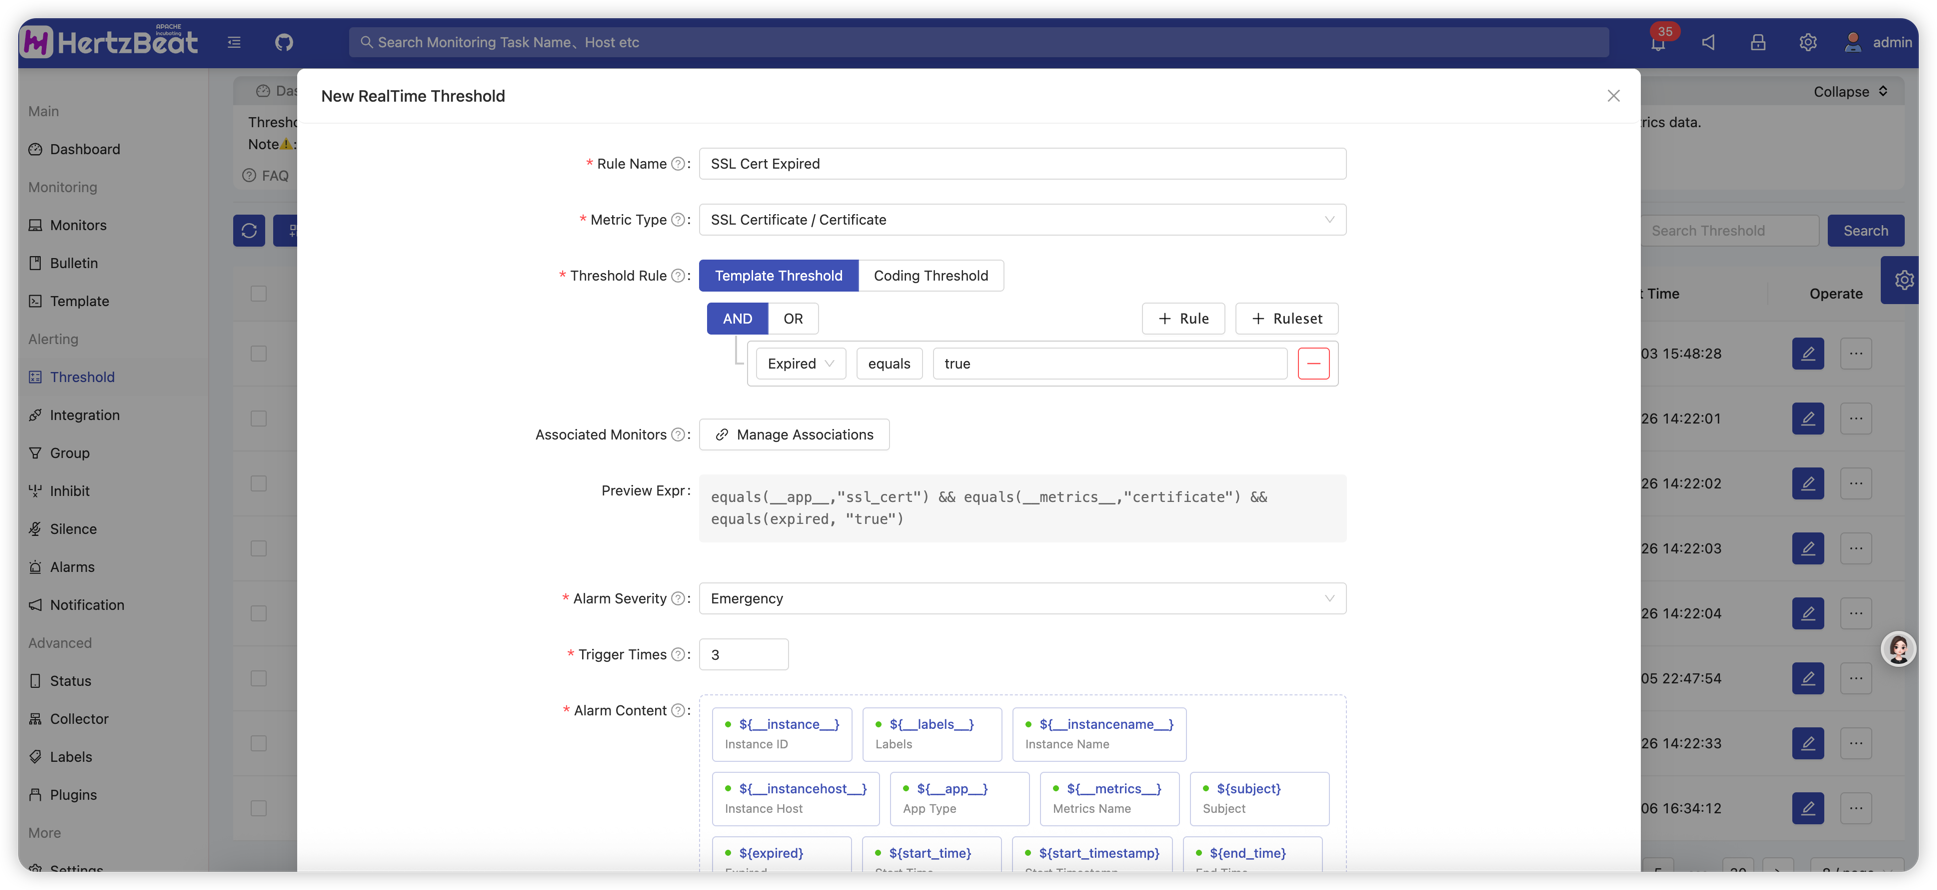 APACHE
incubating
HertzBeat
Search Monitoring Task Name、Host etc
35
admin
Main
Dashboard
Monitoring
Monitors
Bulletin
Template
Alerting
Threshold
Integration
Group
Inhibit
Silence
Alarms
Notification
Advanced
Status
Collector
Labels
Plugins
More
Settings
Collapse
rics data.
Note⚠️:
FAQ
Search Threshold
Search
Time
Operate
03 15:48:28
26 14:22:01
26 14:22:02
26 14:22:03
26 14:22:04
05 22:47:54
26 14:22:33
06 16:34:12
New RealTime Threshold
* Rule Name ? :
SSL Cert Expired
* Metric Type ? :
SSL Certificate / Certificate
* Threshold Rule ? :
Template Threshold
Coding Threshold
AND
OR
+ Rule
+ Ruleset
Expired
equals
true
Associated Monitors ? :
Manage Associations
Preview Expr :
equals(__app__,"ssl_cert") && equals(__metrics__,"certificate") &&
equals(expired, "true")
* Alarm Severity ? :
Emergency
* Trigger Times ? :
3
* Alarm Content ? :
${__instance__}
Instance ID
${__labels__}
Labels
${__instancename__}
Instance Name
${__instancehost__}
Instance Host
${__app__}
App Type
${__metrics__}
Metrics Name
${subject}
Subject
${expired}
${start_time}
${start_timestamp}
${end_time}